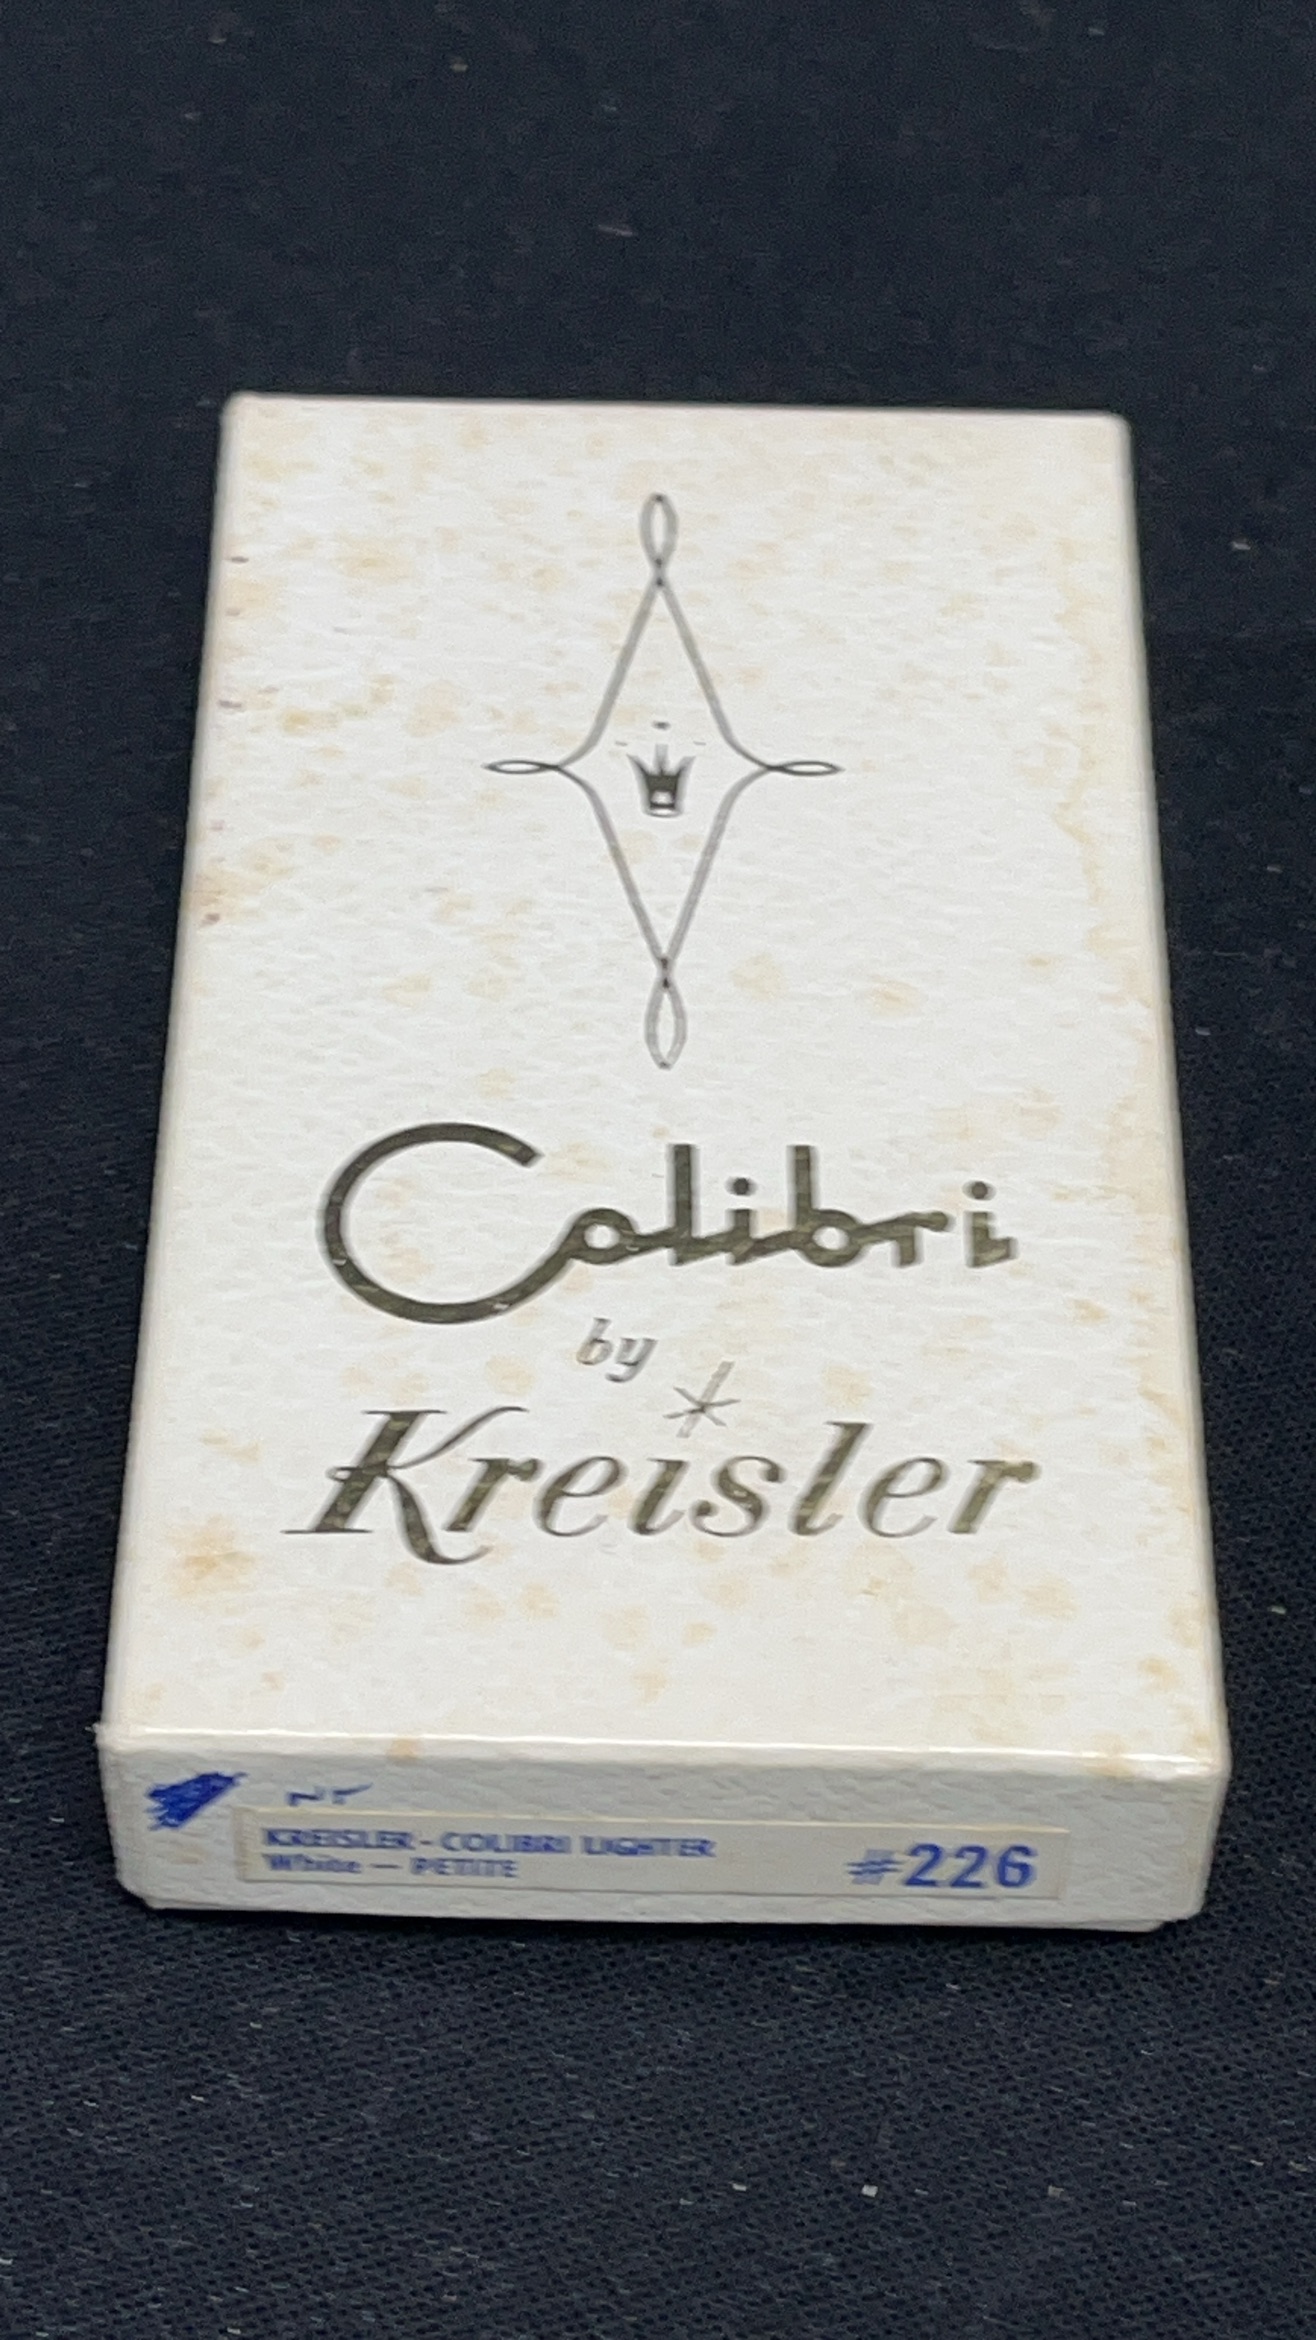 Colibri
by
Kreisler
KREISLER - COLIBRI LIGHTER
White — PETITE
#226